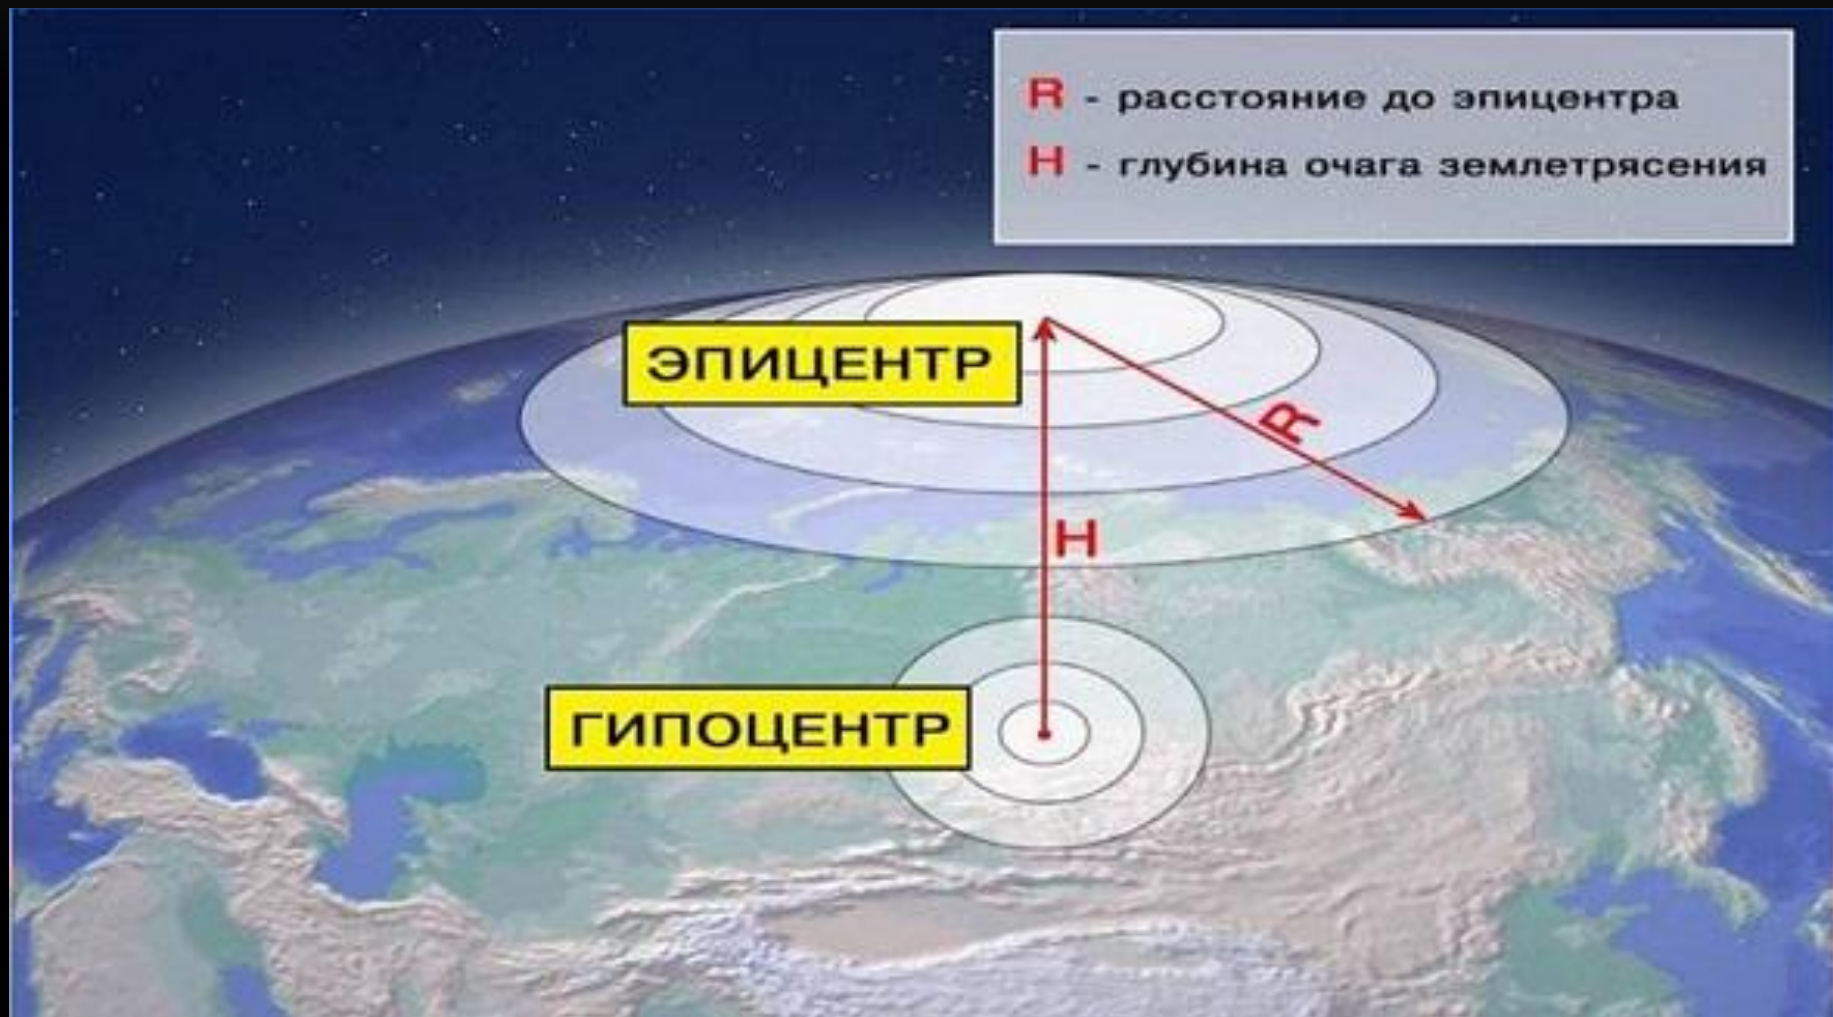 R - расстояние до эпицентра
H - глубина очага землетрясения
ЭПИЦЕНТР
R
H
ГИПОЦЕНТР